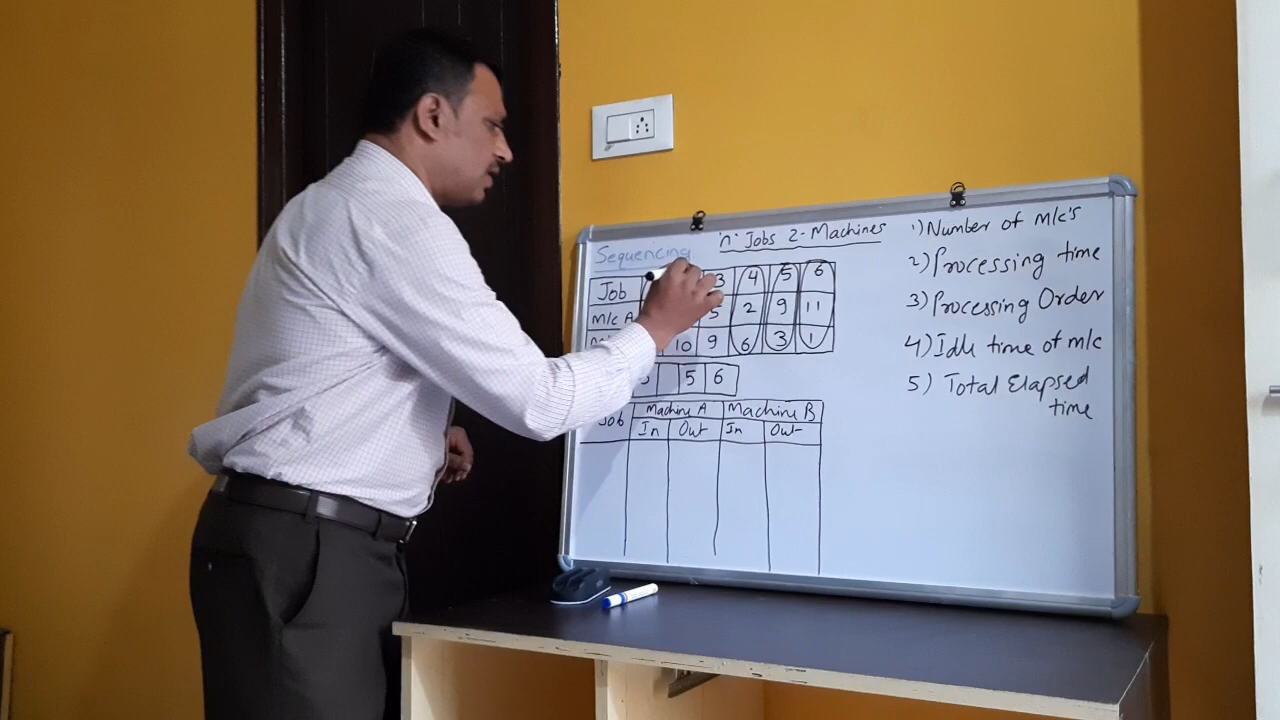 Sequencing
'n' Jobs 2-Machines
Job 3 4 5 6
M/c A 5 2 9 11
10 9 6 3 1
5 6
Job Machine A Machine B
In Out In Out
1) Number of m/c's
2) Processing time
3) Processing Order
4) Idle time of m/c
5) Total Elapsed
time